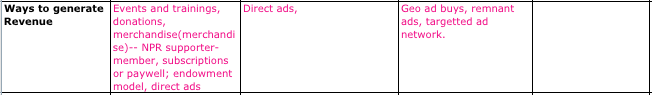 Ways to generate
Revenue
Events and trainings,
donations,
merchandise(merchandi
se)-- NPR supporter-
member, subscriptions
or paywell; endowment
model, direct ads
Direct ads,
Geo ad buys, remnant
ads, targetted ad
network.